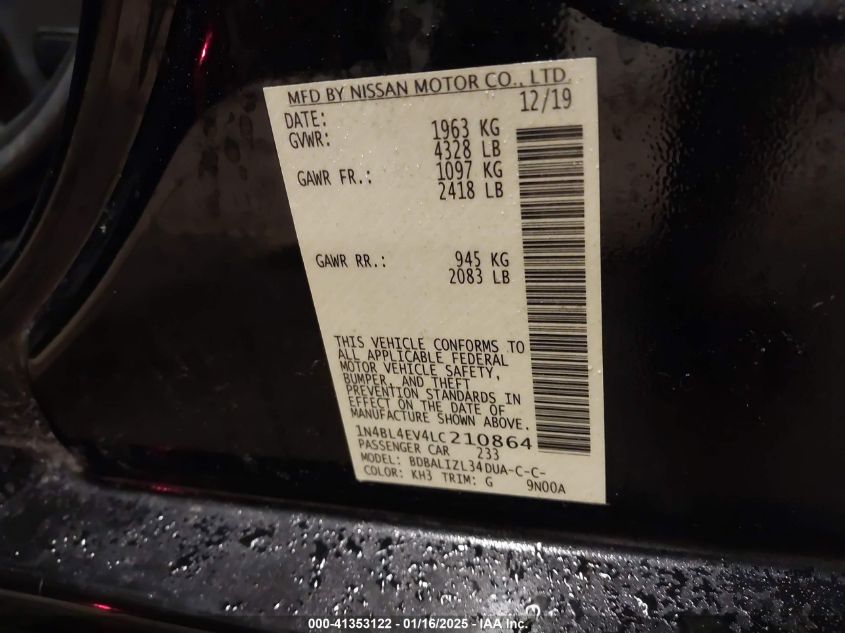 MFD BY NISSAN MOTOR CO., LTD.
DATE: 12/19
GVWR: 1963 KG
4328 LB
GAWR FR.: 1097 KG
2418 LB
GAWR RR.: 945 KG
2083 LB
THIS VEHICLE CONFORMS TO
ALL APPLICABLE FEDERAL
MOTOR VEHICLE SAFETY,
BUMPER, AND THEFT
PREVENTION STANDARDS IN
EFFECT ON THE DATE OF
MANUFACTURE SHOWN ABOVE.
1N4BL4EV4LC210864
PASSENGER CAR 233
MODEL: BDBALIZL34DUA-C-C-
COLOR: KH3 TRIM: G 9N00A
000-41353122 - 01/16/2025 - IAA Inc.